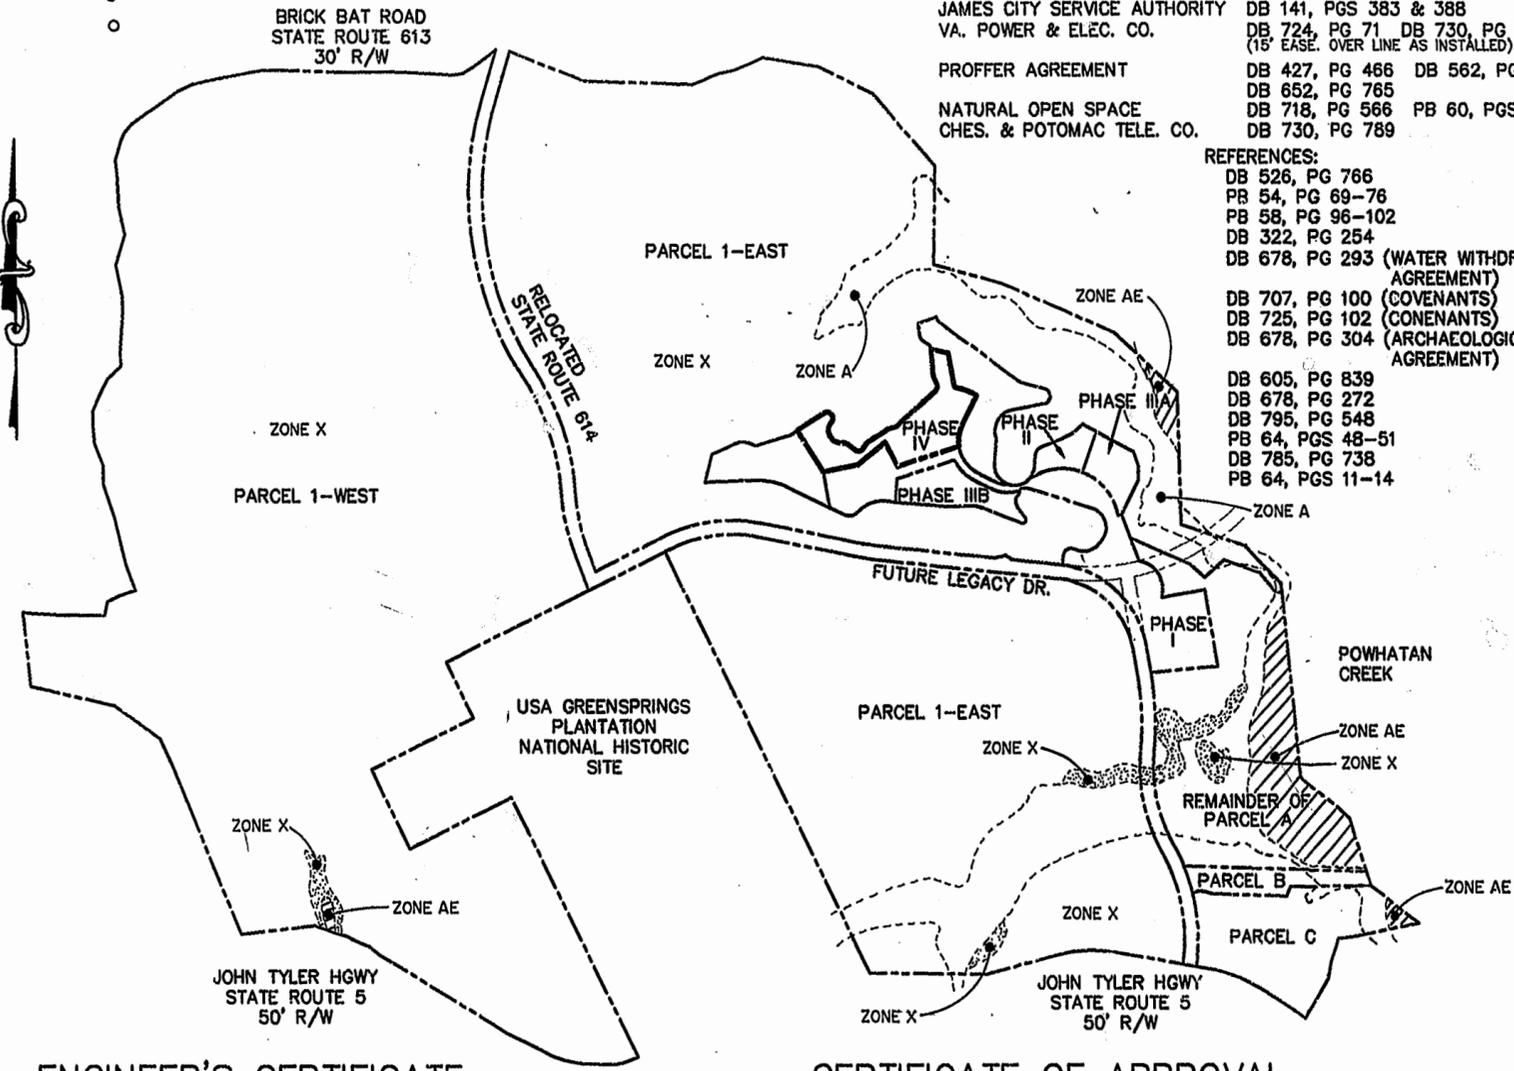 BRICK BAT ROAD
STATE ROUTE 613
30' R/W
JAMES CITY SERVICE AUTHORITY DB 141, PGS 383 & 388
VA. POWER & ELEC. CO. DB 724, PG 71 DB 730, PG
(15' EASE. OVER LINE AS INSTALLED)
PROFFER AGREEMENT DB 427, PG 466 DB 562, PG
DB 652, PG 765
NATURAL OPEN SPACE DB 718, PG 566 PB 60, PGS
CHES. & POTOMAC TELE. CO. DB 730, PG 789
REFERENCES:
DB 526, PG 766
PB 54, PG 69-76
PB 58, PG 96-102
DB 322, PG 254
DB 678, PG 293 (WATER WITHDR
AGREEMENT)
DB 707, PG 100 (COVENANTS)
DB 725, PG 102 (CONENANTS)
DB 678, PG 304 (ARCHAEOLOGIC
AGREEMENT)
DB 605, PG 839
DB 678, PG 272
DB 795, PG 548
PB 64, PGS 48-51
DB 785, PG 738
PB 64, PGS 11-14
PARCEL 1-EAST
ZONE AE
RELOCATED
STATE ROUTE 614
ZONE X
ZONE A
PHASE IIIA
PHASE
II
PHASE
IV
ZONE X
PARCEL 1-WEST
PHASE IIIB
ZONE A
FUTURE LEGACY DR.
PHASE
I
POWHATAN
CREEK
USA GREENSPRINGS
PLANTATION
NATIONAL HISTORIC
SITE
PARCEL 1-EAST
ZONE X
ZONE AE
ZONE X
REMAINDER OF
PARCEL A
ZONE X
ZONE AE
PARCEL B
ZONE AE
ZONE X
PARCEL C
JOHN TYLER HGWY
STATE ROUTE 5
50' R/W
ZONE X
JOHN TYLER HGWY
STATE ROUTE 5
50' R/W
ENGINEER'S CERTIFICATE
CERTIFICATE OF APPROVAL